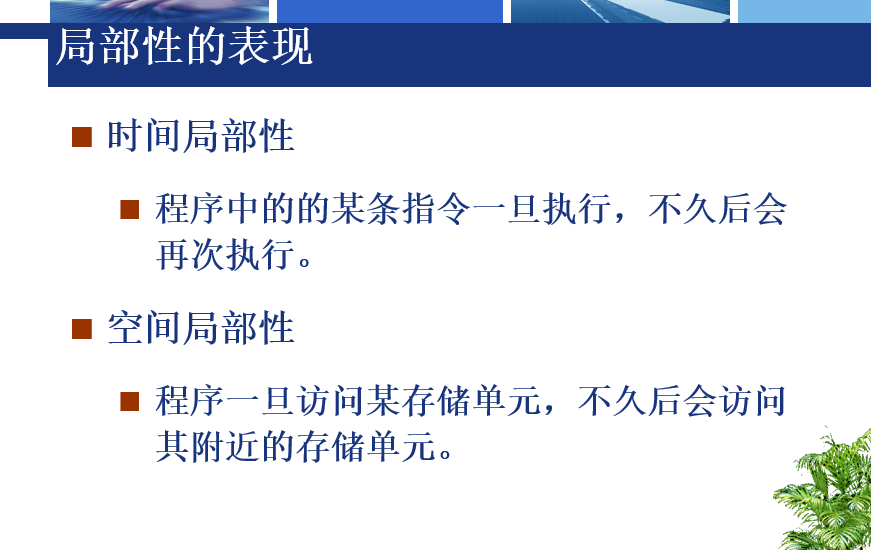 局部性的表现
时间局部性
程序中的的某条指令一旦执行，不久后会
再次执行。
空间局部性
程序一旦访问某存储单元，不久后会访问
其附近的存储单元。